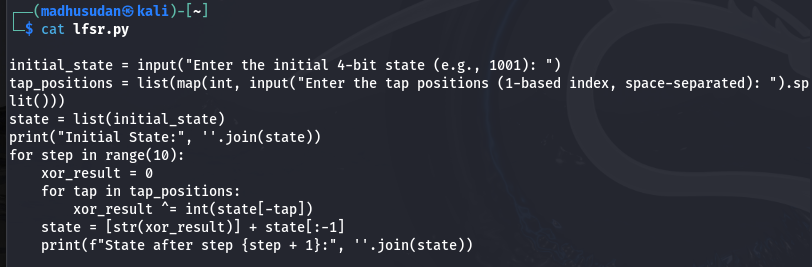 ┌──(madhusudan㉿kali)-[~]
└─$ cat lfsr.py
initial_state = input("Enter the initial 4-bit state (e.g., 1001): ")
tap_positions = list(map(int, input("Enter the tap positions (1-based index, space-separated): ").sp
lit()))
state = list(initial_state)
print("Initial State:", ''.join(state))
for step in range(10):
    xor_result = 0
    for tap in tap_positions:
        xor_result ^= int(state[-tap])
    state = [str(xor_result)] + state[:-1]
    print(f"State after step {step + 1}:", ''.join(state))